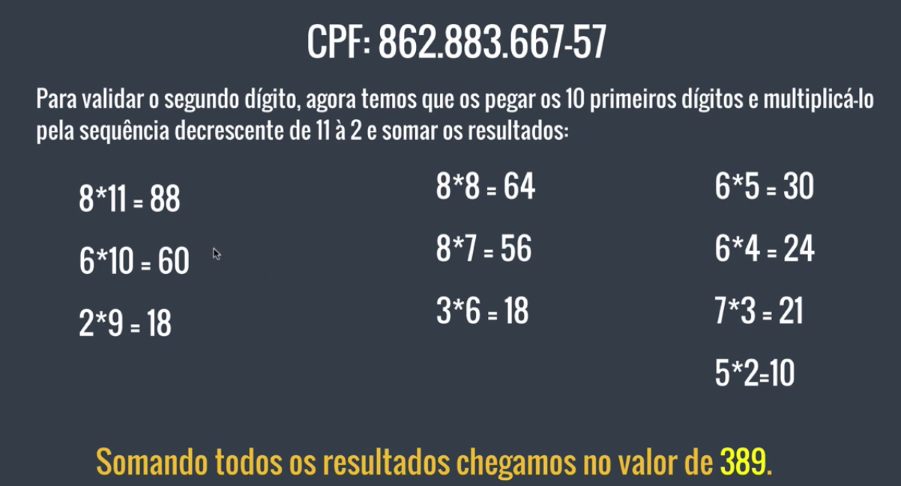 CPF: 862.883.667-57
Para validar o segundo dígito, agora temos que os pegar os 10 primeiros dígitos e multiplicá-lo
pela sequência decrescente de 11 à 2 e somar os resultados:
8*11 = 88
6*10 = 60
2*9 = 18
8*8 = 64
8*7 = 56
3*6 = 18
6*5 = 30
6*4 = 24
7*3 = 21
5*2=10
Somando todos os resultados chegamos no valor de 389.